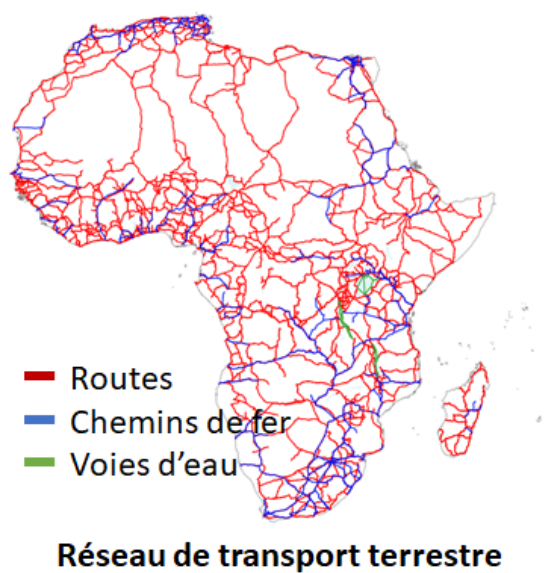 Routes
Chemins de fer
Voies d'eau
Réseau de transport terrestre